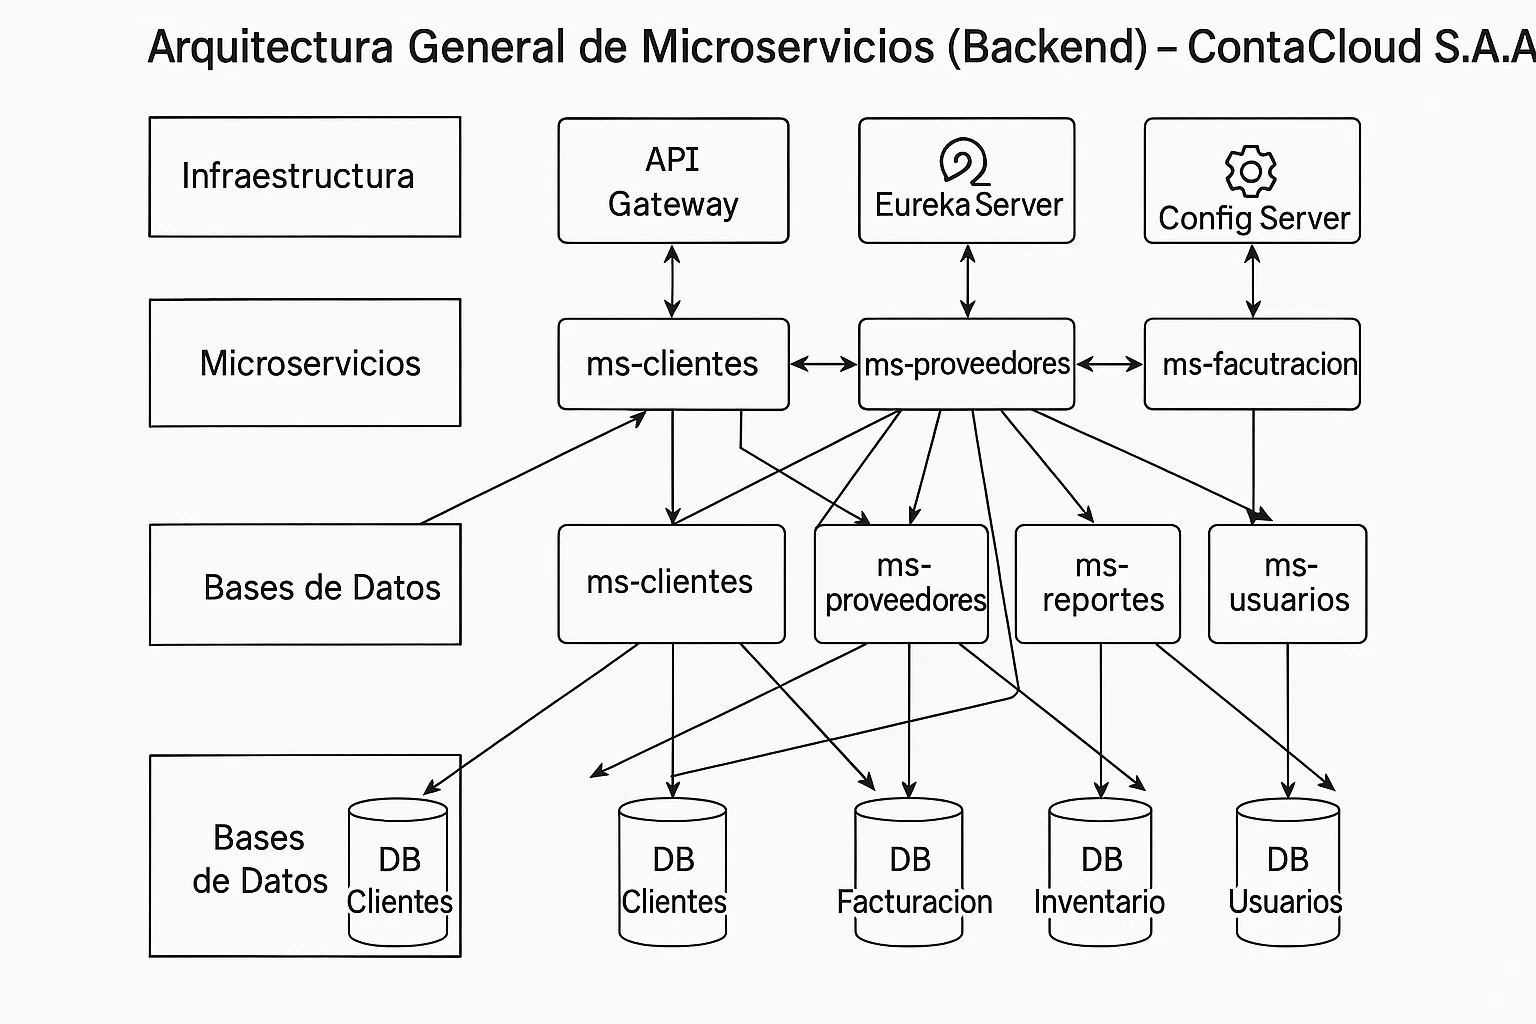 Arquitectura General de Microservicios (Backend) – ContaCloud S.A.A
Infraestructura
API
Gateway
Eureka Server
Config Server
Microservicios
ms-clientes
ms-proveedores
ms-facutracion
Bases de Datos
ms-clientes
ms-
proveedores
ms-
reportes
ms-
usuarios
Bases
de Datos
DB
Clientes
DB
Clientes
DB
Facturacion
DB
Inventario
DB
Usuarios